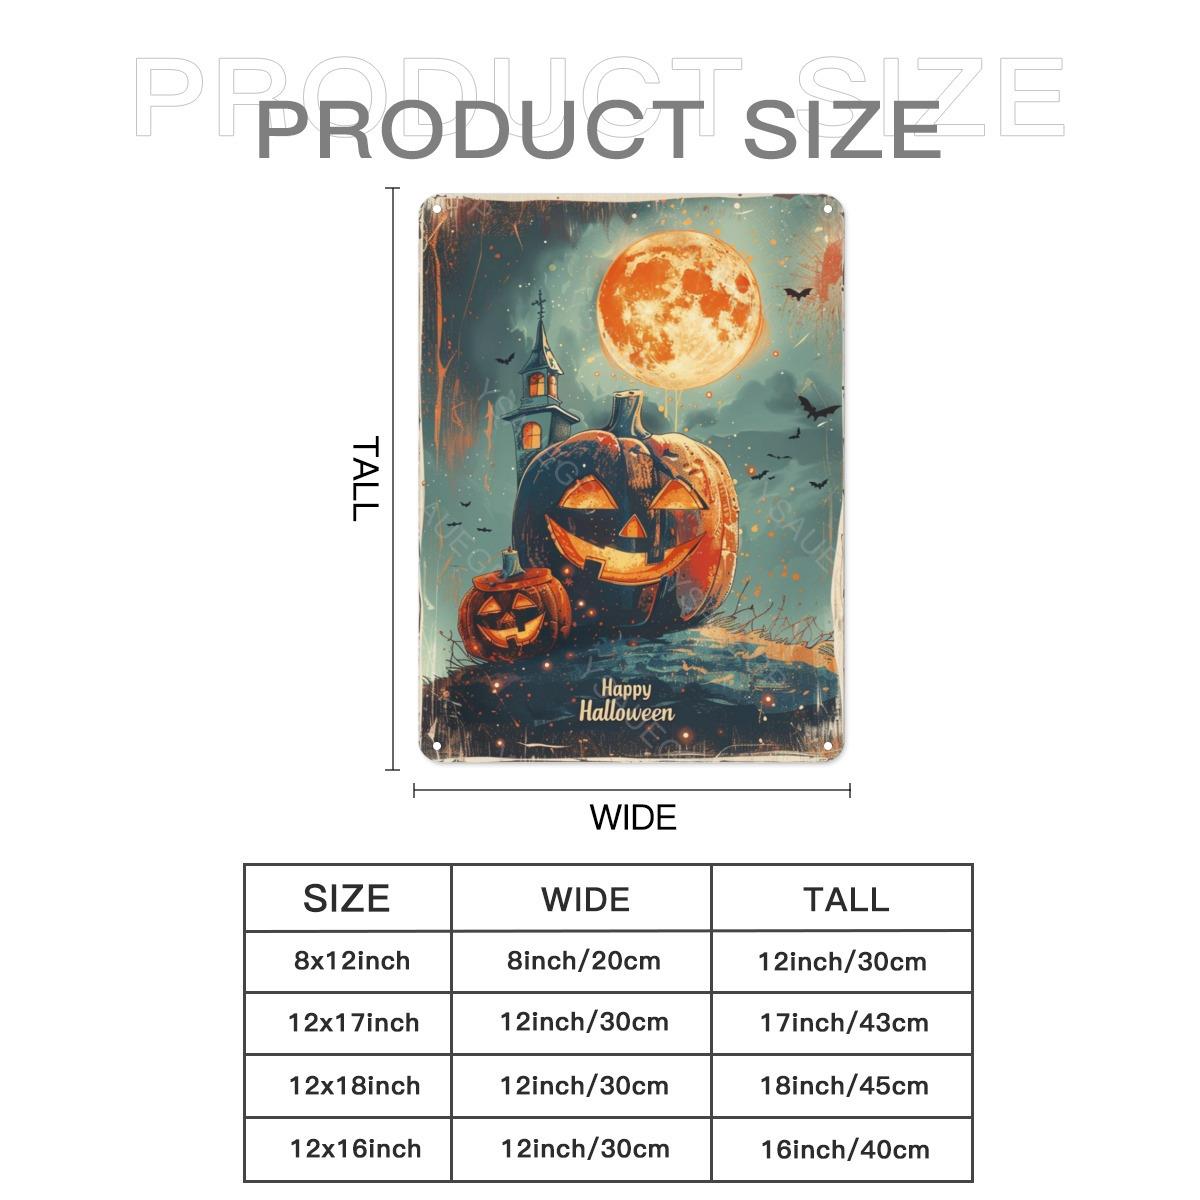 PRODUCT SIZE
PRODUCT SIZE
TALL
Happy
Halloween
WIDE
SIZE WIDE TALL
8x12inch 8inch/20cm 12inch/30cm
12x17inch 12inch/30cm 17inch/43cm
12x18inch 12inch/30cm 18inch/45cm
12x16inch 12inch/30cm 16inch/40cm